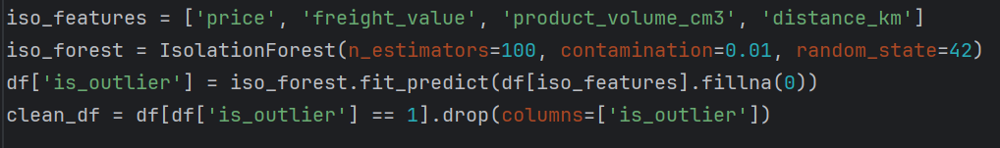 iso_features = ['price', 'freight_value', 'product_volume_cm3', 'distance_km']
iso_forest = IsolationForest(n_estimators=100, contamination=0.01, random_state=42)
df['is_outlier'] = iso_forest.fit_predict(df[iso_features].fillna(0))
clean_df = df[df['is_outlier'] == 1].drop(columns=['is_outlier'])